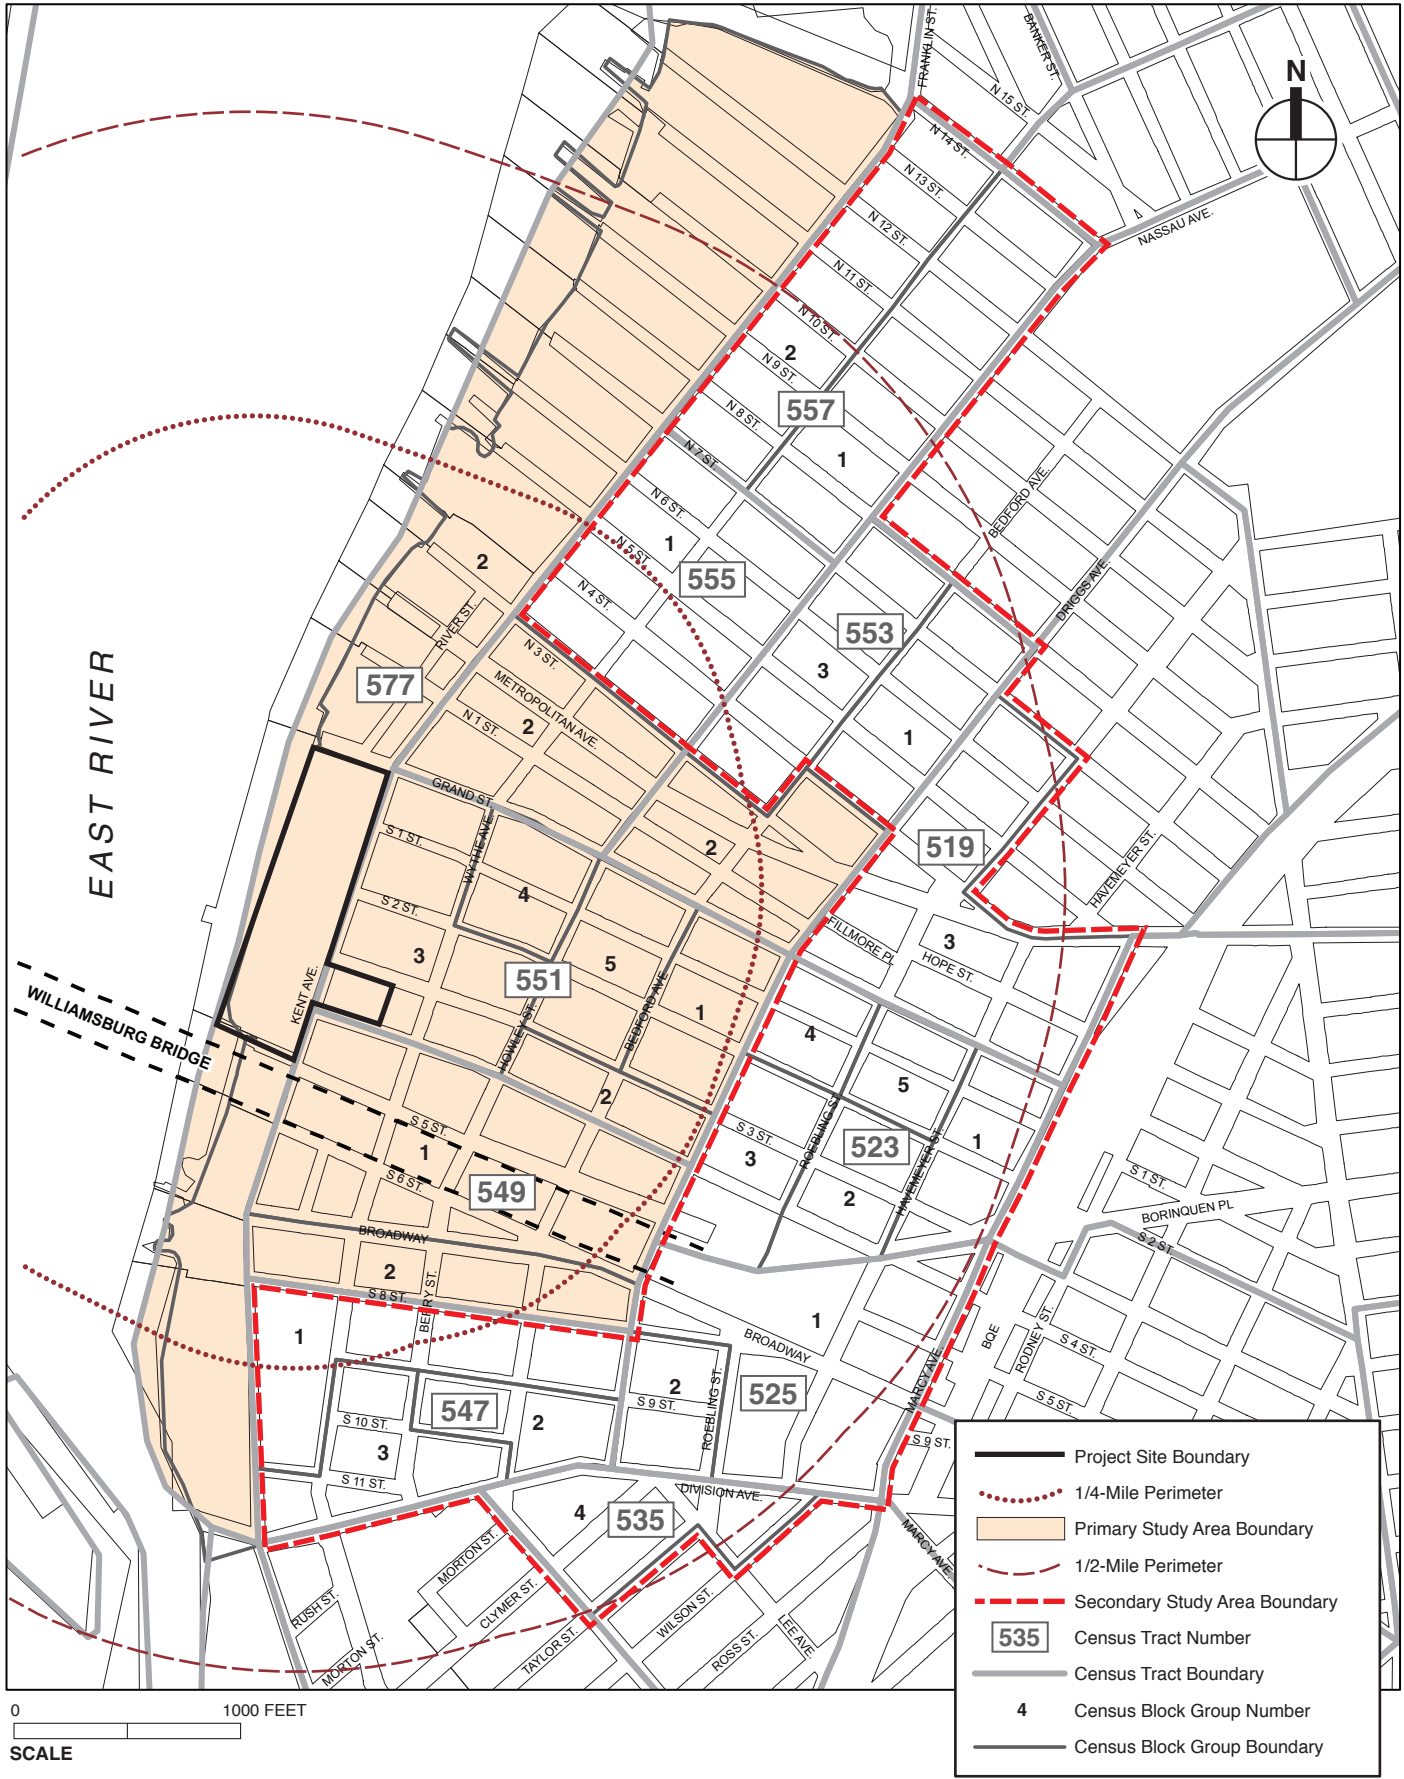 FRANKLIN ST.
BANKER ST.
N
N 15 ST.
N 14 ST.
N 13 ST.
N 12 ST.
NASSAU AVE.
N 11 ST.
N 10 ST.
2
N 9 ST.
557
N 8 ST.
N 7 ST.
1
BEDFORD AVE.
N 6 ST.
1
N 5 ST.
2
555
DRIGGS AVE.
N 4 ST.
RIVER ST.
553
N 3 ST.
3
577
METROPOLITAN AVE.
N 1 ST.
2
1
EAST RIVER
GRAND ST.
S 1 ST.
WYTHE AVE.
2
519
HAVEMEYER ST.
4
S 2 ST.
FILLMORE PL
3
HOPE ST.
3
5
551
KENT AVE.
BEDFORD AVE.
1
WILLIAMSBURG BRIDGE
HOWLEY ST.
4
5
2
S 5 ST.
S 3 ST.
ROEBLING ST.
523
HAVEMEYER ST.
1
1
3
S 6 ST.
549
2
S 1 ST.
BORINQUEN PL
BROADWAY
S 2 ST.
2
S 8 ST.
BERRY ST.
1
1
BROADWAY
BQE
RODNEY ST.
S 4 ST.
MARCY AVE.
2
525
547
S 9 ST.
ROEBLING ST.
S 5 ST.
S 10 ST.
2
3
S 9 ST.
S 11 ST.
DIVISION AVE.
4
535
MARCY AVE.
MORTON ST.
CLYMER ST.
RUSH ST.
WILSON ST.
LEE AVE.
MORTON ST.
TAYLOR ST.
ROSS ST.
Project Site Boundary
1/4-Mile Perimeter
Primary Study Area Boundary
1/2-Mile Perimeter
Secondary Study Area Boundary
535 Census Tract Number
Census Tract Boundary
4 Census Block Group Number
Census Block Group Boundary
0 1000 FEET
SCALE